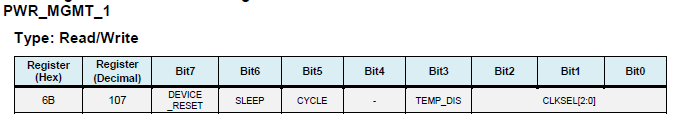 PWR_MGMT_1
Type: Read/Write
Register (Hex) Register (Decimal) Bit7 Bit6 Bit5 Bit4 Bit3 Bit2 Bit1 Bit0
6B 107 DEVICE _RESET SLEEP CYCLE - TEMP_DIS CLKSEL[2:0]